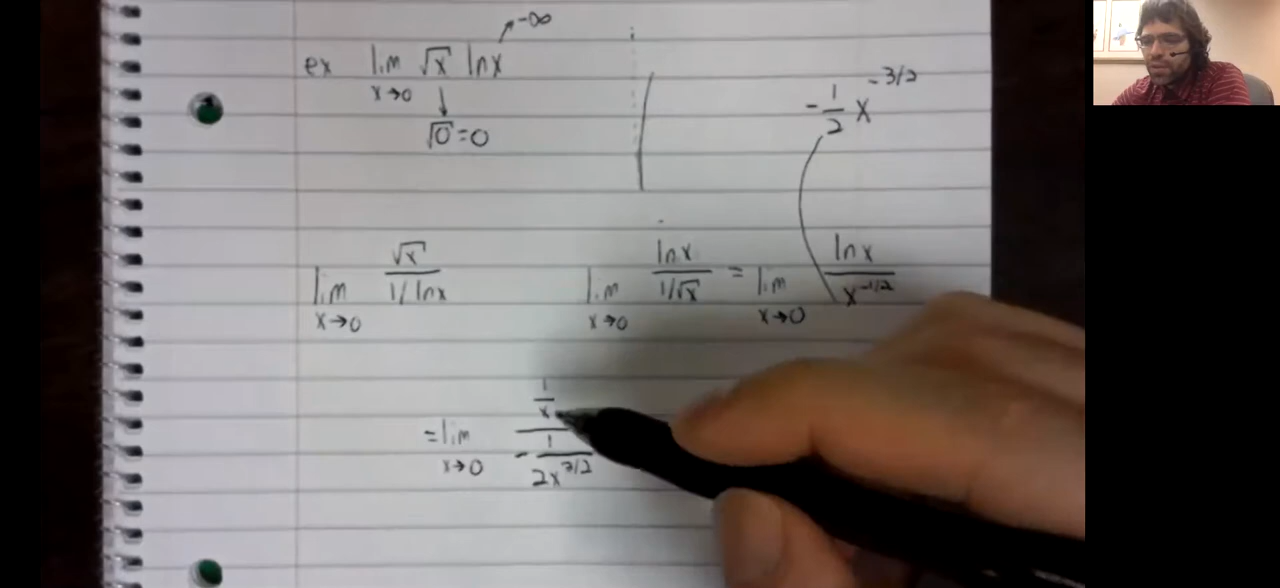 ex lim x→0 √x ln x → -∞
↓
√0 = 0
-1/2 x^-3/2
lim x→0 √x / (1/ln x)
lim x→0 ln x / (1/√x) = lim x→0 ln x / x^-1/2
= lim x→0 (1/x) / (- 1/(2x^3/2))